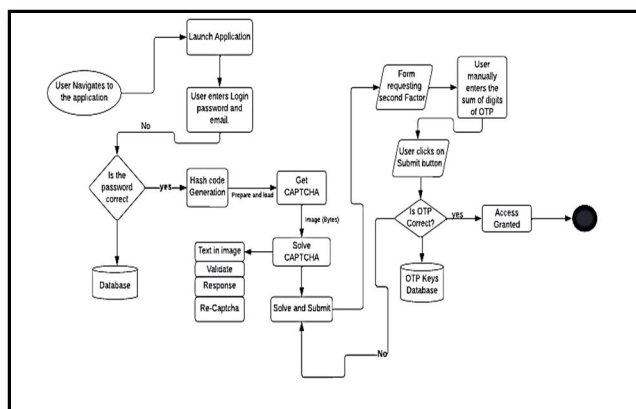 Launch Application
User Navigates to
the application
User enters Login
password and
email.
No
Is the
password
correct
yes
Hash code
Generation
Prepare and load
Get
CAPTCHA
Image (Bytes)
Solve
CAPTCHA
Text in image
Validate
Response
Re-Captcha
Solve and Submit
Database
Form
requesting
second Factor
User
manually
enters the
sum of digits
of OTP
User clicks on
Submit button
Is OTP
Correct?
yes
Access
Granted
OTP Keys
Database
No